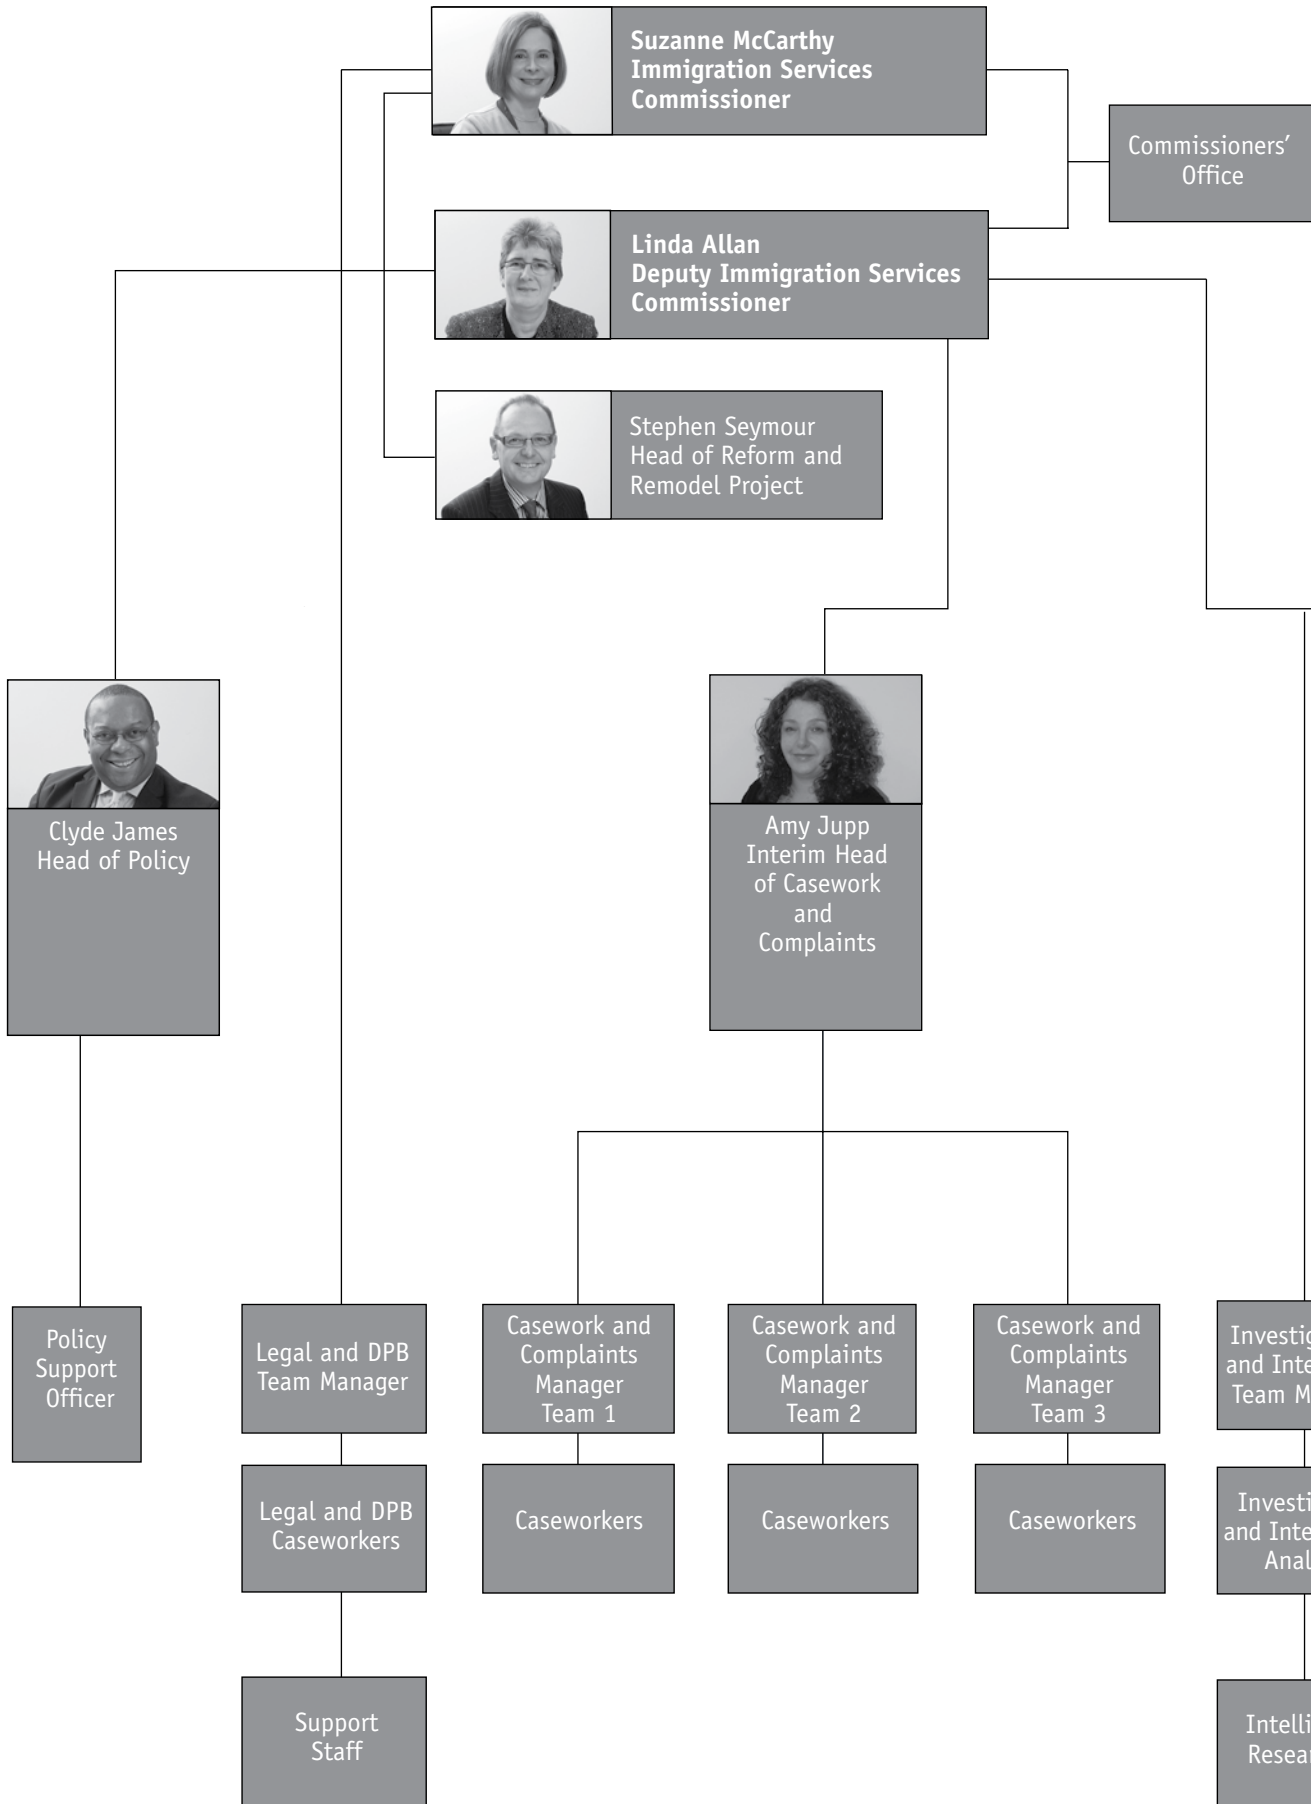 Suzanne McCarthy
Immigration Services
Commissioner
Commissioners’
Office
Linda Allan
Deputy Immigration Services
Commissioner
Stephen Seymour
Head of Reform and
Remodel Project
Clyde James
Head of Policy
Amy Jupp
Interim Head
of Casework
and
Complaints
Policy
Support
Officer
Legal and DPB
Team Manager
Casework and
Complaints
Manager
Team 1
Casework and
Complaints
Manager
Team 2
Casework and
Complaints
Manager
Team 3
and
Team
Legal and DPB
Caseworkers
Caseworkers
Caseworkers
Caseworkers
and
Support
Staff